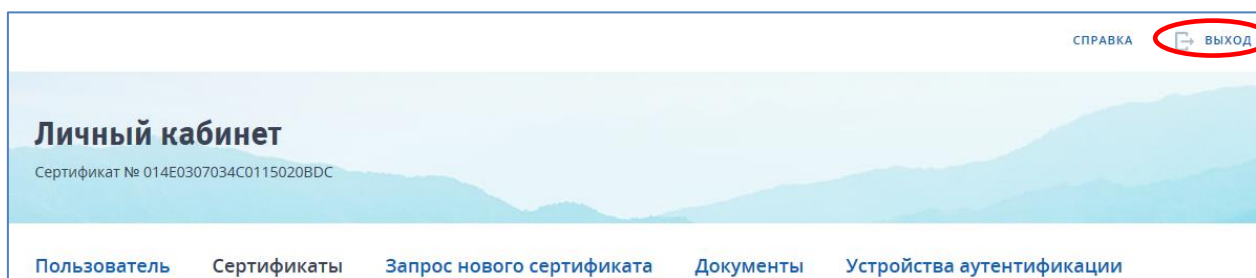 СПРАВКА ВЫХОД
Личный кабинет
Сертификат № 014E0307034C0115020BDC
Пользователь Сертификаты Запрос нового сертификата Документы Устройства аутентификации